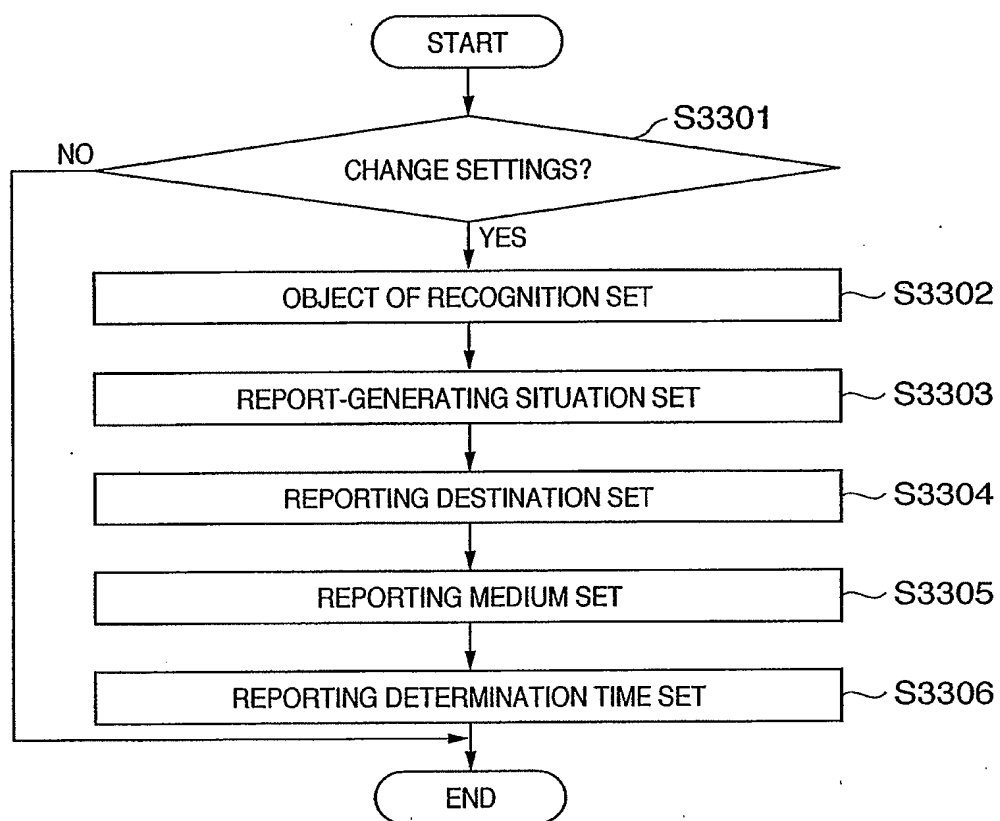 START
S3301
NO
CHANGE SETTINGS?
YES
OBJECT OF RECOGNITION SET
S3302
REPORT-GENERATING SITUATION SET
S3303
REPORTING DESTINATION SET
S3304
REPORTING MEDIUM SET
S3305
REPORTING DETERMINATION TIME SET
S3306
END